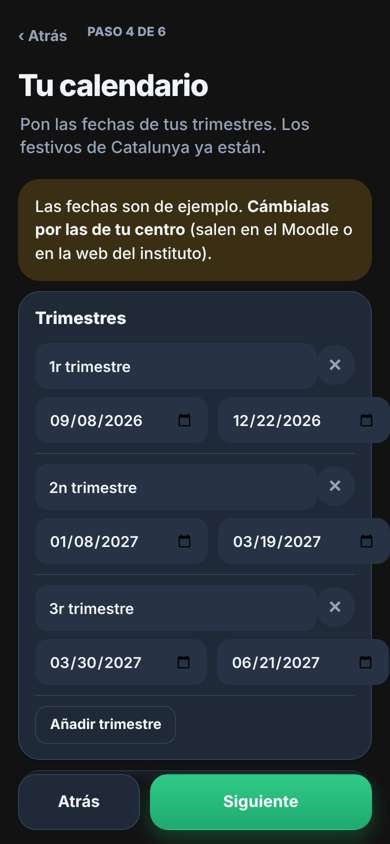 ‹ Atrás PASO 4 DE 6
Tu calendario
Pon las fechas de tus trimestres. Los
festivos de Catalunya ya están.
Las fechas son de ejemplo. Cámbialas
por las de tu centro (salen en el Moodle o
en la web del instituto).
Trimestres
1r trimestre ✕
09/08/2026 12/22/2026
2n trimestre ✕
01/08/2027 03/19/2027
3r trimestre ✕
03/30/2027 06/21/2027
Añadir trimestre
Atrás Siguiente